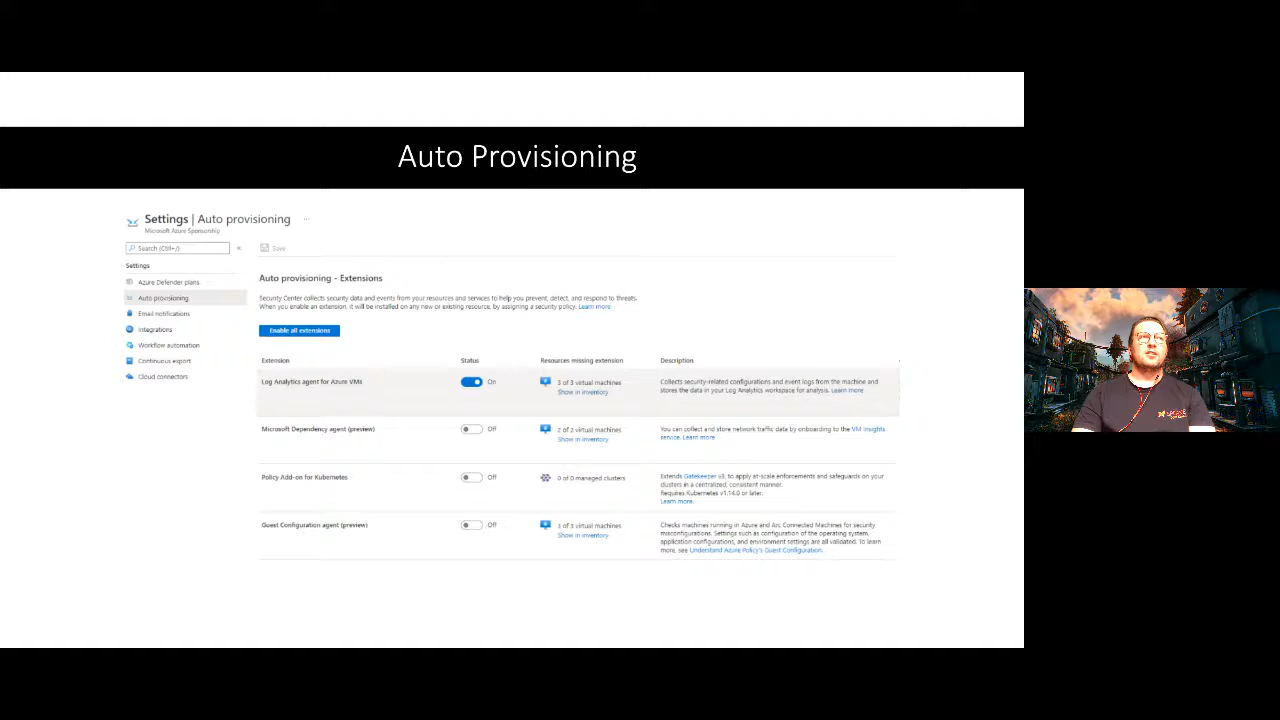 Auto Provisioning
Settings | Auto provisioning ...
Microsoft Azure Sponsorship
Search (Ctrl+/)
«
Save
Settings
Azure Defender plans
Auto provisioning
Email notifications
Integrations
Workflow automation
Continuous export
Cloud connectors
Auto provisioning - Extensions
Security Center collects security data and events from your resources and services to help you prevent, detect, and respond to threats.
When you enable an extension, it will be installed on any new or existing resource, by assigning a security policy. Learn more
Enable all extensions
Extension Status Resources missing extension Description
Log Analytics agent for Azure VMs
On
3 of 3 virtual machines
Show in inventory
Collects security-related configurations and event logs from the machine and
stores the data in your Log Analytics workspace for analysis. Learn more
Microsoft Dependency agent (preview)
Off
2 of 2 virtual machines
Show in inventory
You can collect and store network traffic data by onboarding to the VM Insights
service. Learn more
Policy Add-on for Kubernetes
Off
0 of 0 managed clusters
Extends Gatekeeper v3, to apply at-scale enforcements and safeguards on your
clusters in a centralized, consistent manner.
Requires Kubernetes v1.14.0 or later.
Learn more.
Guest Configuration agent (preview)
Off
3 of 3 virtual machines
Show in inventory
Checks machines running in Azure and Arc Connected Machines for security
misconfigurations. Settings such as configuration of the operating system,
application configurations, and environment settings are all validated. To learn
more, see Understand Azure Policy's Guest Configuration.